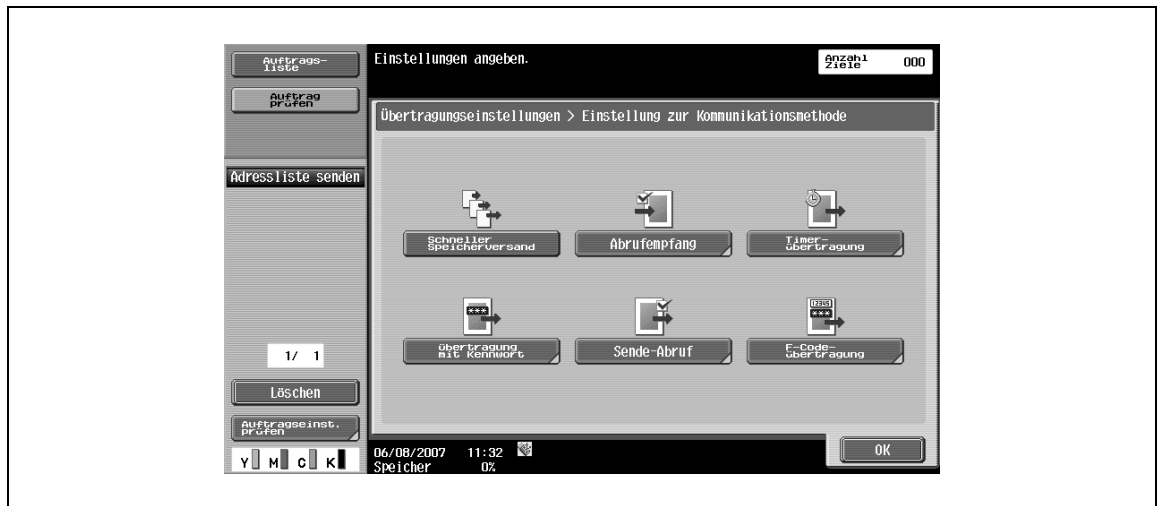 Auftrags-
liste
Auftrag
prüfen
Adressliste senden
1/ 1
Löschen
Auftragseinst.
prüfen
Y M C K
Einstellungen angeben.
Anzahl
Ziele 000
Übertragungseinstellungen > Einstellung zur Kommunikationsmethode
Schneller
Speicherversand
Abrufempfang
Timer-
übertragung
***
12345
***
Übertragung
mit Kennwort
Sende-Abruf
F-Code-
übertragung
06/08/2007 11:32
Speicher 0%
OK